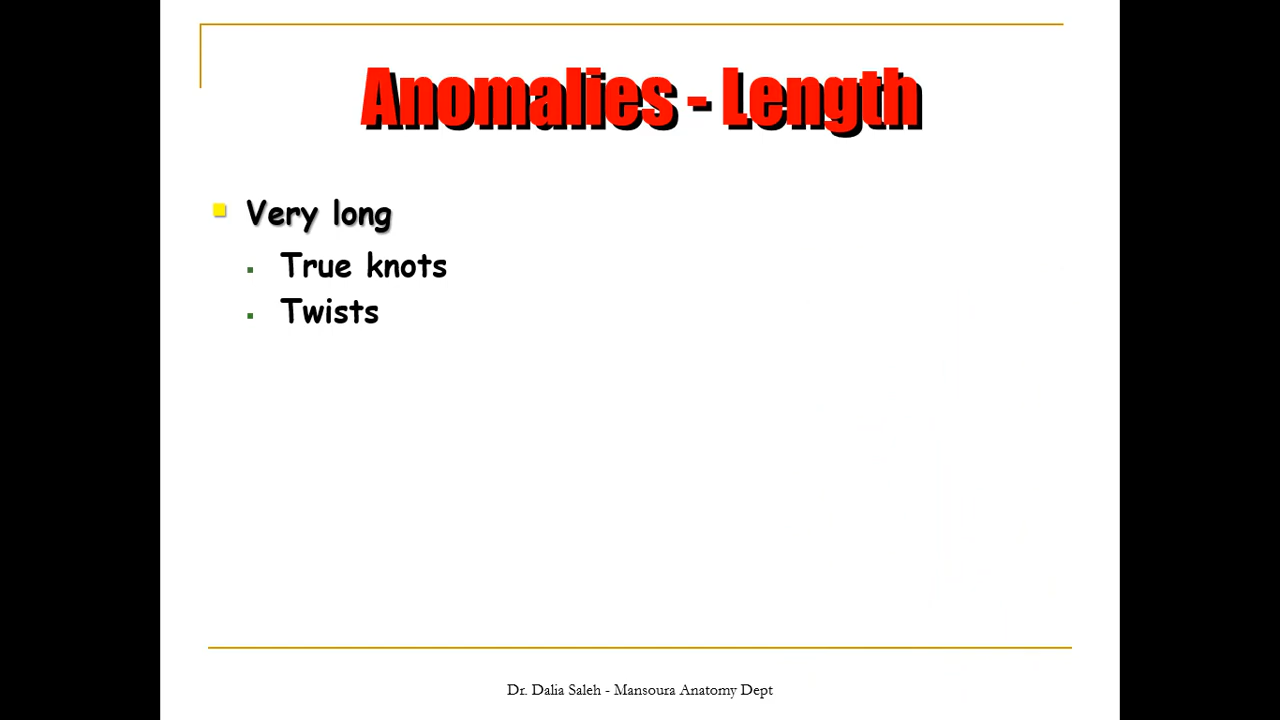 Anomalies - Length
Very long
True knots
Twists
Dr. Dalia Saleh - Mansoura Anatomy Dept